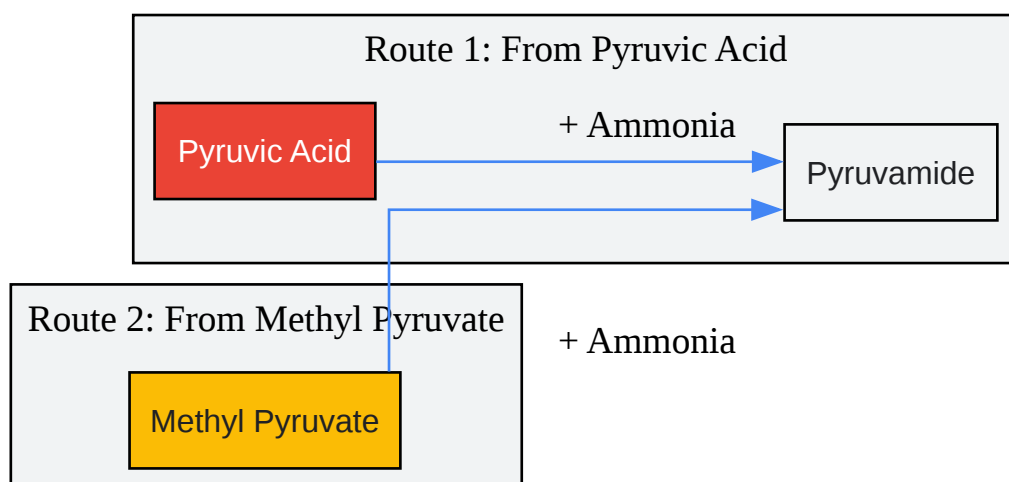 Route 1: From Pyruvic Acid
+ Ammonia
Pyruvic Acid
Pyruvamide
Route 2: From Methyl Pyruvate
+ Ammonia
Methyl Pyruvate